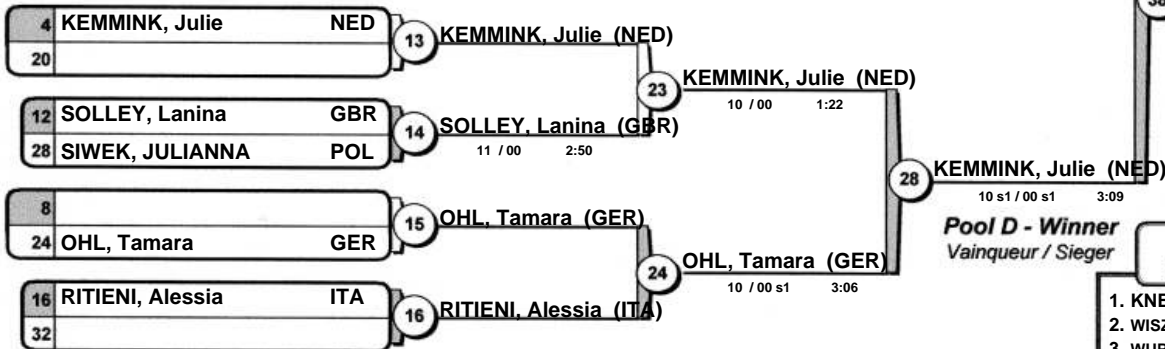 4 KEMMINK, Julie NED
20
13 KEMMINK, Julie (NED)
12 SOLLEY, Lanina GBR
28 SIWEK, JULIANNA POL
14 SOLLEY, Lanina (GBR)
11 / 00 2:50
23 KEMMINK, Julie (NED)
10 / 00 1:22
8
24 OHL, Tamara GER
15 OHL, Tamara (GER)
16 RITIENI, Alessia ITA
32
16 RITIENI, Alessia (ITA)
24 OHL, Tamara (GER)
10 / 00 s1 3:06
28 KEMMINK, Julie (NED)
10 s1 / 00 s1 3:09
Pool D - Winner
Vainqueur / Sieger
1.
2.
3.